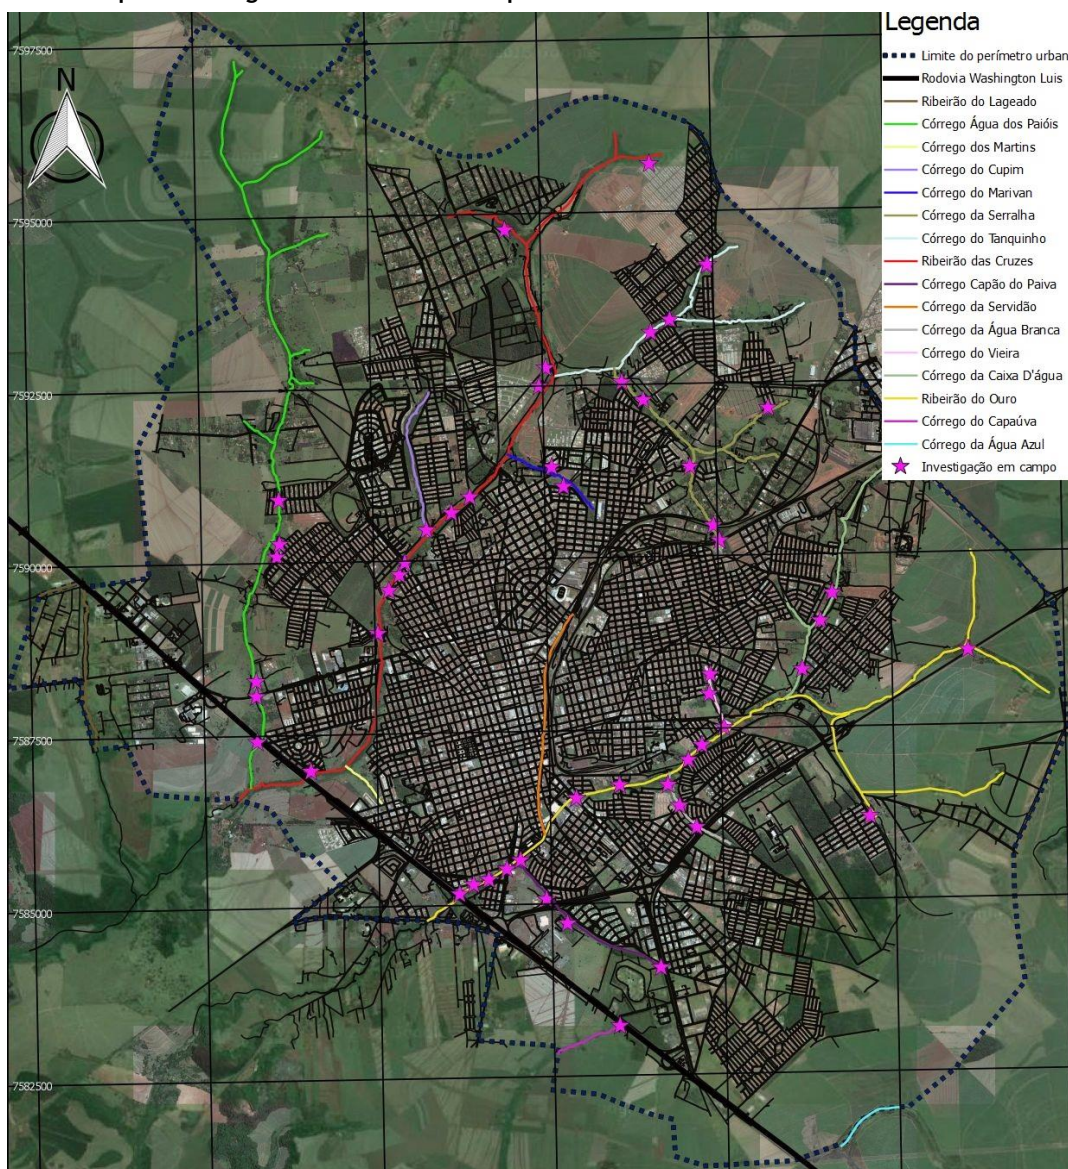 Legenda
Limite do perímetro urban
Rodovia Washington Luis
Ribeirão do Lageado
Córrego Água dos Paióis
Córrego dos Martins
Córrego do Cupim
Córrego do Marivan
Córrego da Serralha
Córrego do Tanquinho
Ribeirão das Cruzes
Córrego Capão do Paiva
Córrego da Servidão
Córrego da Água Branca
Córrego do Vieira
Córrego da Caixa D'água
Ribeirão do Ouro
Córrego do Capaúva
Córrego da Água Azul
Investigação em campo
N
7597500
7595000
7592500
7590000
7587500
7585000
7582500